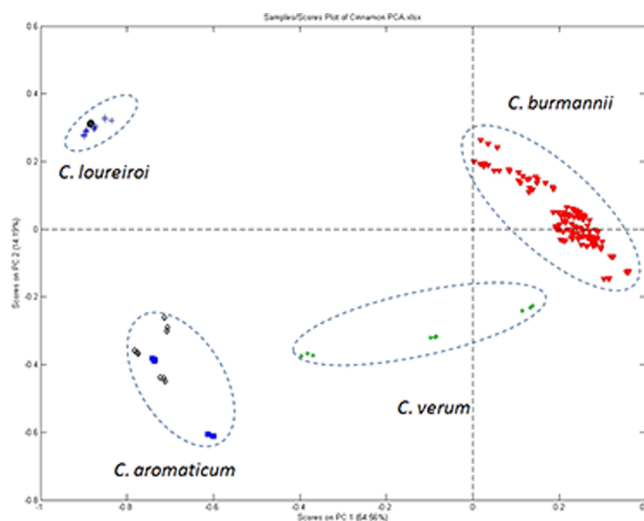 Samples/Scores Plot of Cinnamon PCA.xlsx
C. burmannii
C. loureiroi
C. verum
C. aromaticum
Scores on PC 2 (14.19%)
0.6
0.4
0.2
0
-0.2
-0.4
-0.6
-0.8
-1
-0.8
-0.6
-0.4
-0.2
0
0.2
Scores on PC 1 (54.56%)